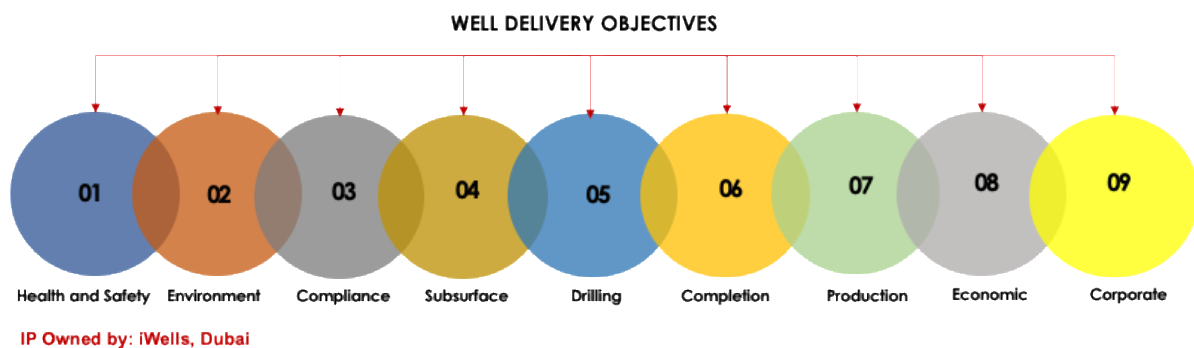 WELL DELIVERY OBJECTIVES
01 02 03 04 05 06 07 08 09
Health and Safety Environment Compliance Subsurface Drilling Completion Production Economic Corporate
IP Owned by: iWells, Dubai